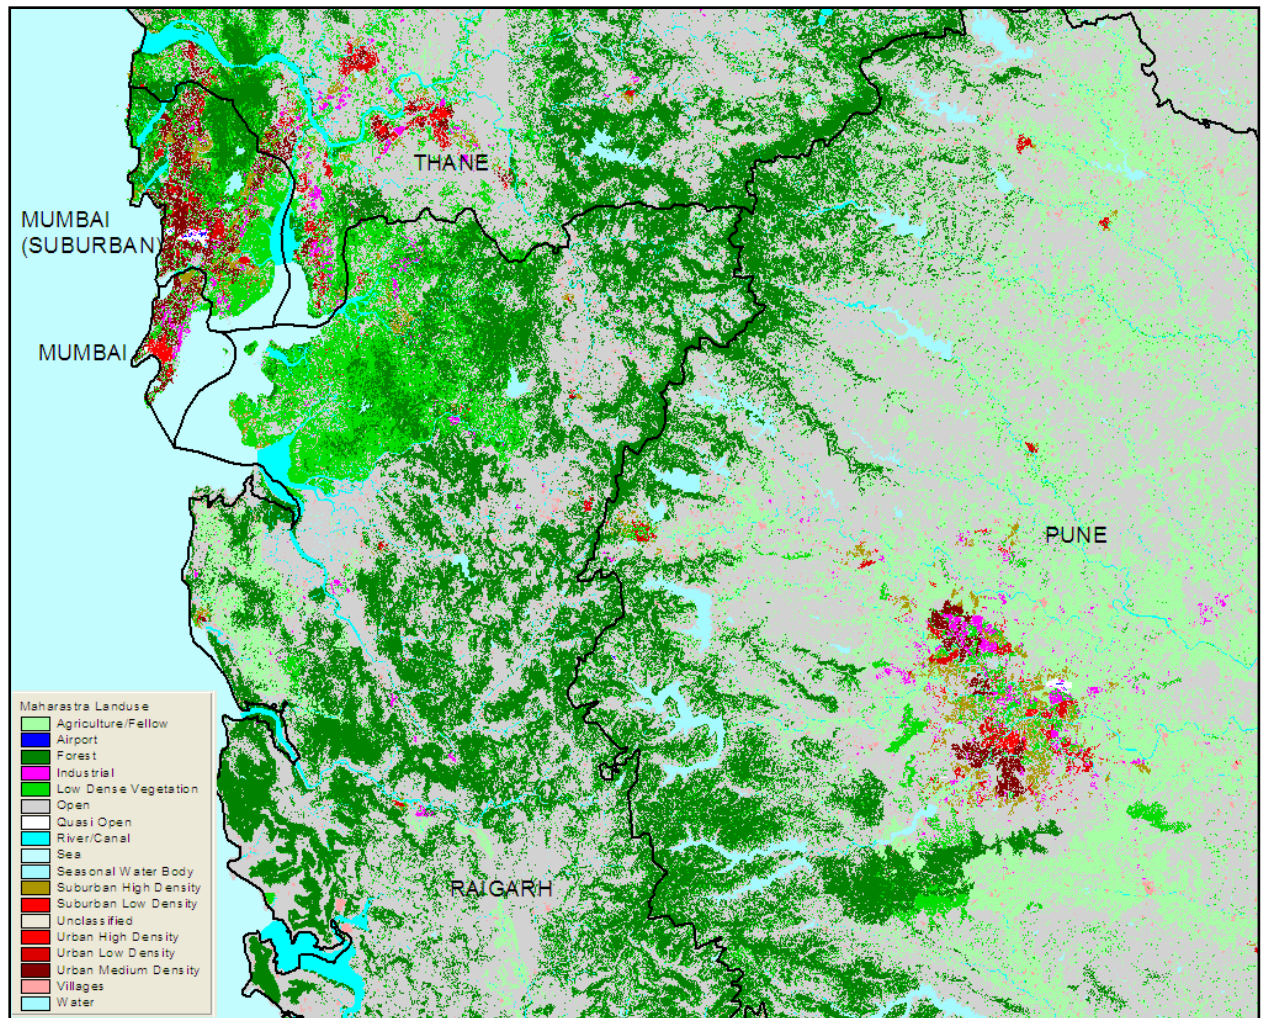 THANE
MUMBAI
(SUBURBAN)
MUMBAI
PUNE
RAIGARH
Maharastra Landuse
Agriculture/Fellow
Airport
Forest
Industrial
Low Dense Vegetation
Open
Quasi Open
River/Canal
Sea
Seasonal Water Body
Suburban High Density
Suburban Low Density
Unclassified
Urban High Density
Urban Low Density
Urban Medium Density
Villages
Water